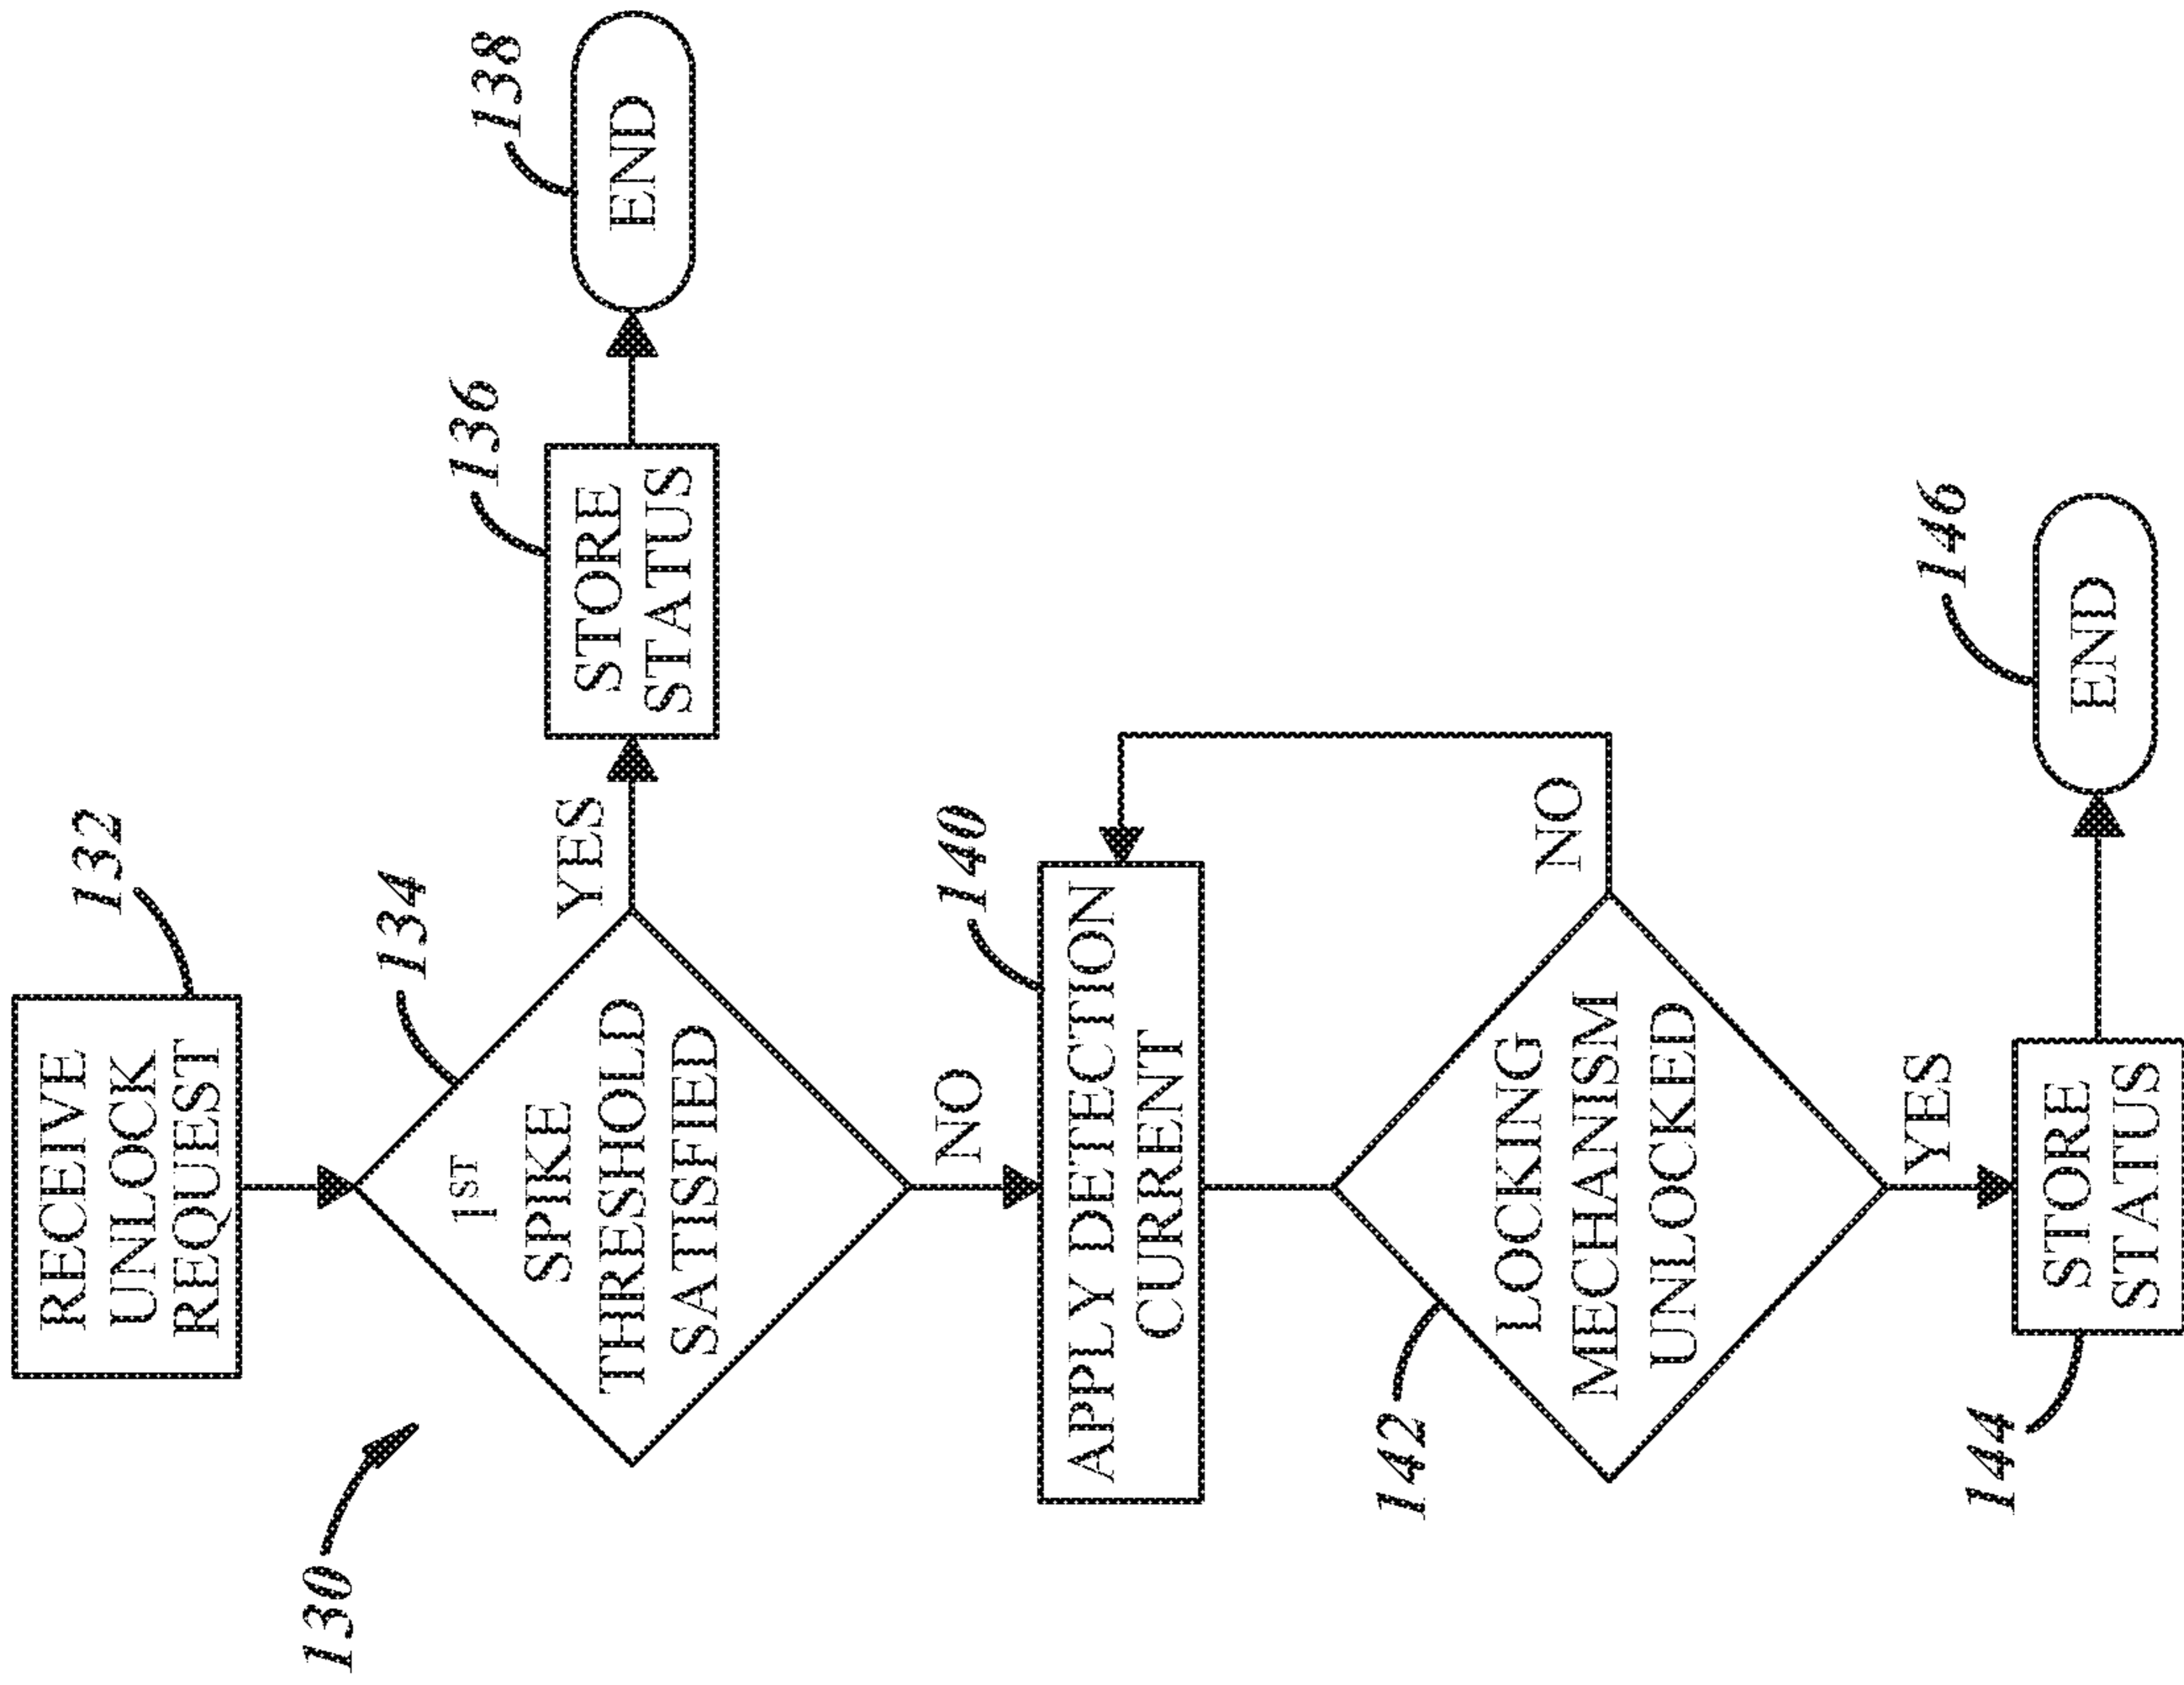 130
RECEIVE
UNLOCK
REQUEST
132
1ST
SPIKE
THRESHOLD
SATISFIED
134
YES
STORE
STATUS
136
END
138
NO
APPLY DETECTION
CURRENT
140
LOCKING
MECHANISM
UNLOCKED
142
NO
YES
STORE
STATUS
144
END
146